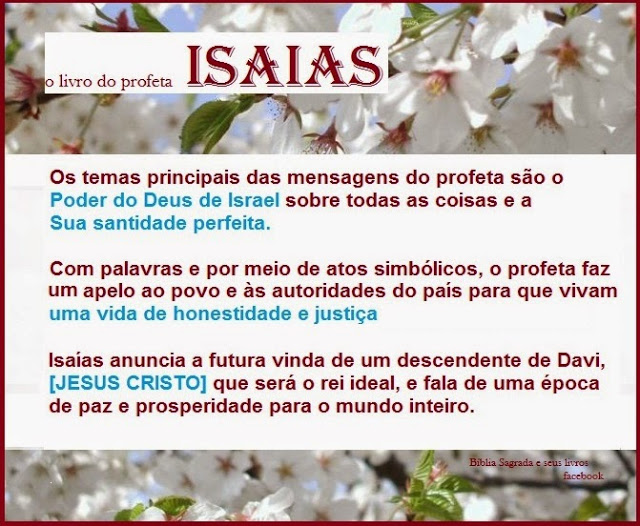 o livro do profeta ISAIAS
Os temas principais das mensagens do profeta são o
Poder do Deus de Israel sobre todas as coisas e a
Sua santidade perfeita.
Com palavras e por meio de atos simbólicos, o profeta faz
um apelo ao povo e às autoridades do país para que vivam
uma vida de honestidade e justiça
Isaías anuncia a futura vinda de um descendente de Davi,
[JESUS CRISTO] que será o rei ideal, e fala de uma época
de paz e prosperidade para o mundo inteiro.
Bíblia Sagrada e seus livros
facebook